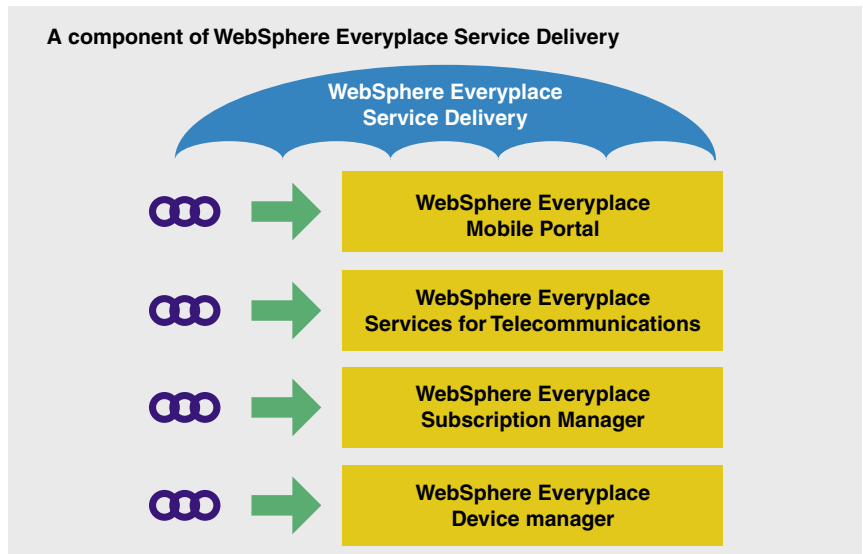 A component of WebSphere Everyplace Service Delivery
WebSphere Everyplace
Service Delivery
WebSphere Everyplace
Mobile Portal
WebSphere Everyplace
Services for Telecommunications
WebSphere Everyplace
Subscription Manager
WebSphere Everyplace
Device manager